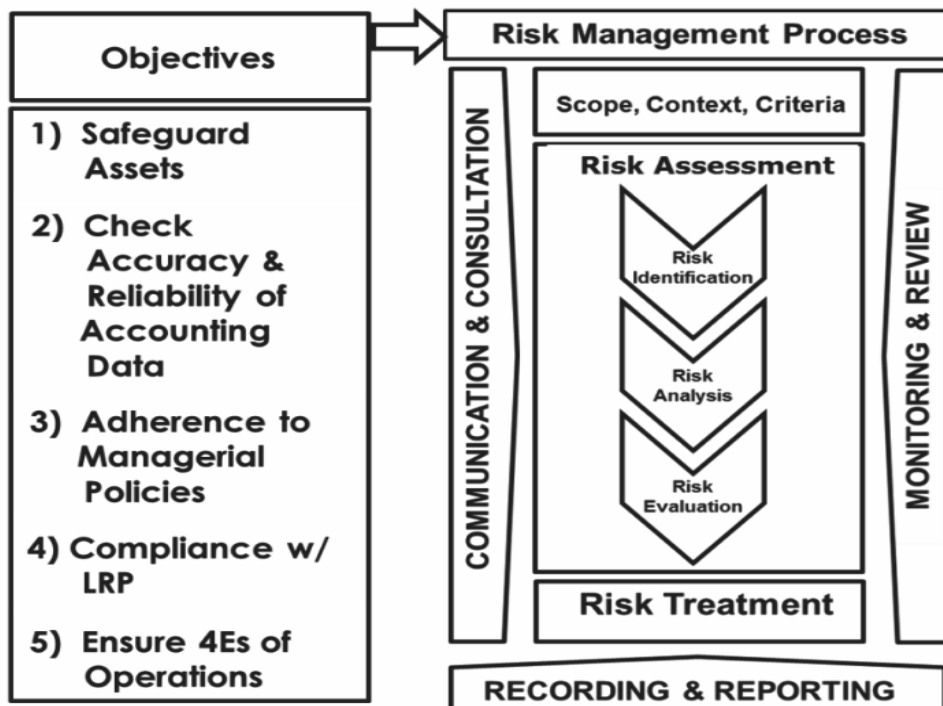 Objectives
1) Safeguard
Assets
2) Check
Accuracy &
Reliability of
Accounting
Data
3) Adherence to
Managerial
Policies
4) Compliance w/
LRP
5) Ensure 4Es of
Operations
Risk Management Process
COMMUNICATION & CONSULTATION
Scope, Context, Criteria
Risk Assessment
Risk
Identification
Risk
Analysis
Risk
Evaluation
Risk Treatment
MONITORING & REVIEW
RECORDING & REPORTING